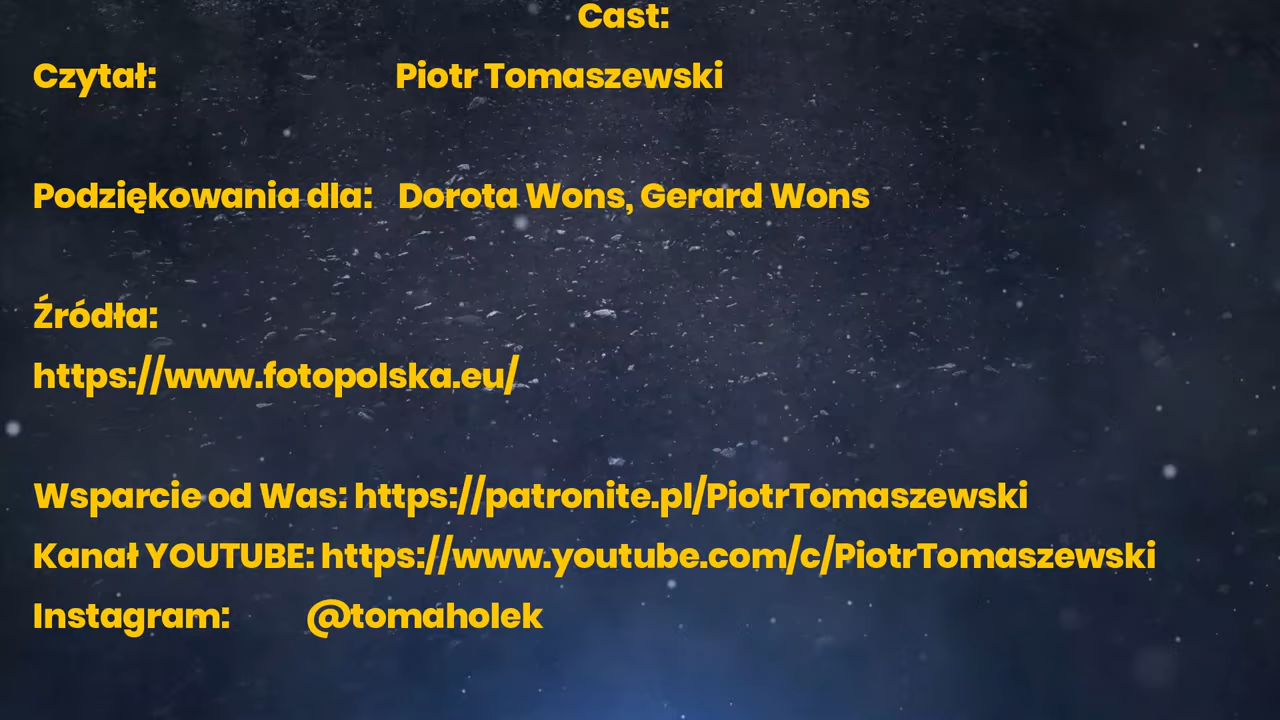 Cast:
Czytał: Piotr Tomaszewski
Podziękowania dla: Dorota Wons, Gerard Wons
Źródła:
https://www.fotopolska.eu/
Wsparcie od Was: https://patronite.pl/PiotrTomaszewski
Kanał YOUTUBE: https://www.youtube.com/c/PiotrTomaszewski
Instagram: @tomaholek